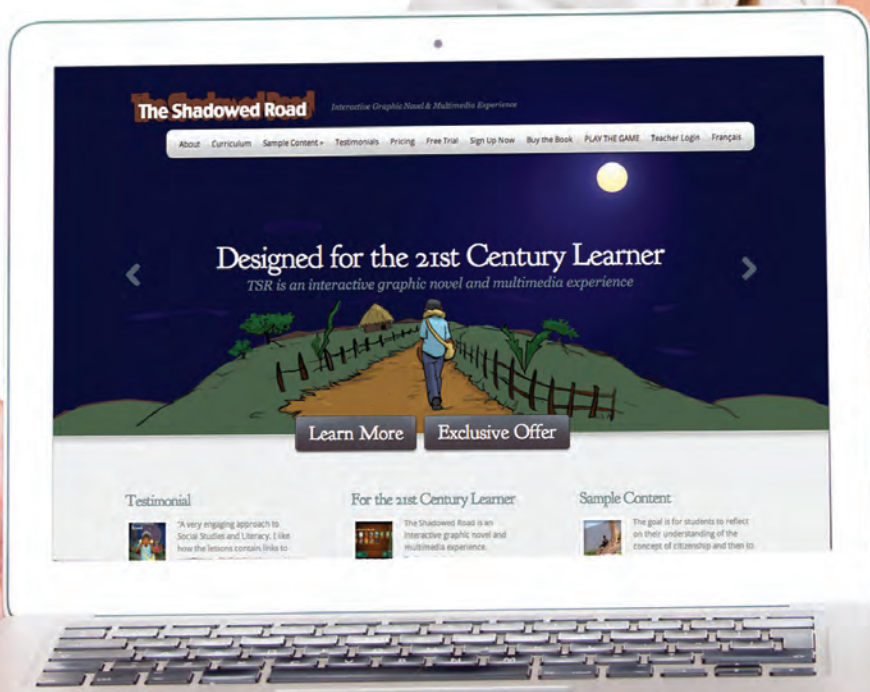 The Shadowed Road
Interactive Graphic Novel & Multimedia Experience
About Curriculum Sample Content Testimonials Pricing Free Trial Sign Up Now Buy the Book PLAY THE GAME Teacher Login Français
Designed for the 21st Century Learner
TSR is an interactive graphic novel and multimedia experience
Learn More Exclusive Offer
Testimonial
"A very engaging approach to
Social Studies and Literacy. I like
how the lessons contain links to
For the 21st Century Learner
The Shadowed Road is an
interactive graphic novel and
multimedia experience.
Sample Content
The goal is for students to reflect
on their understanding of the
concept of citizenship and then to